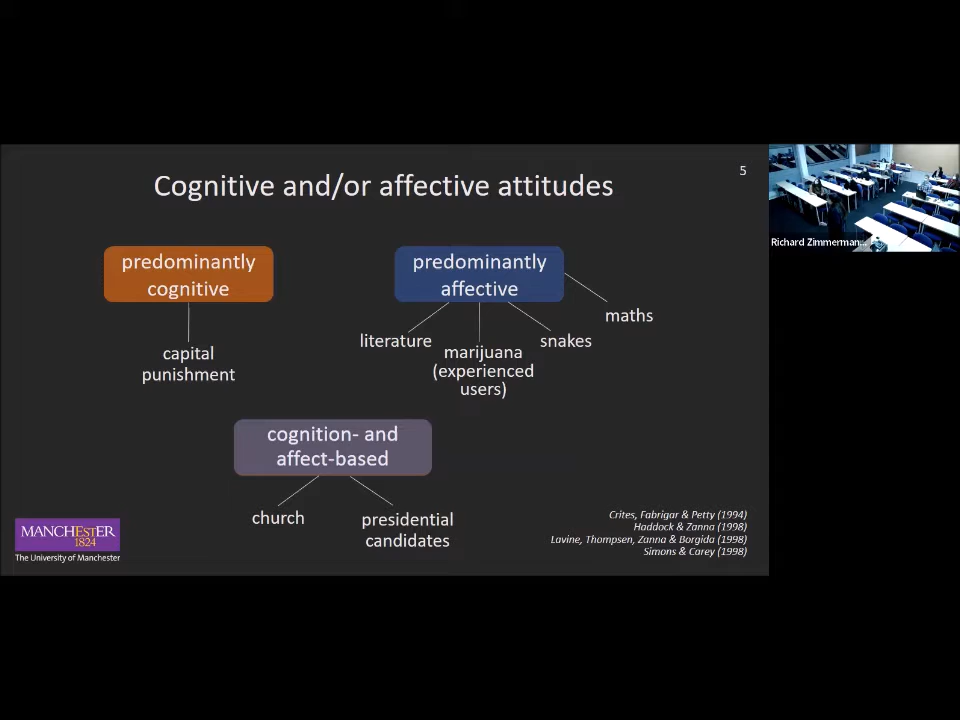 Cognitive and/or affective attitudes
5
predominantly
cognitive
capital
punishment
predominantly
affective
literature
marijuana
(experienced
users)
snakes
maths
cognition- and
affect-based
church
presidential
candidates
Crites, Fabrigar & Petty (1994)
Haddock & Zanna (1998)
Lavine, Thompsen, Zanna & Borgida (1998)
Simons & Carey (1998)
MANCHESTER
1824
The University of Manchester
Richard Zimmerman...